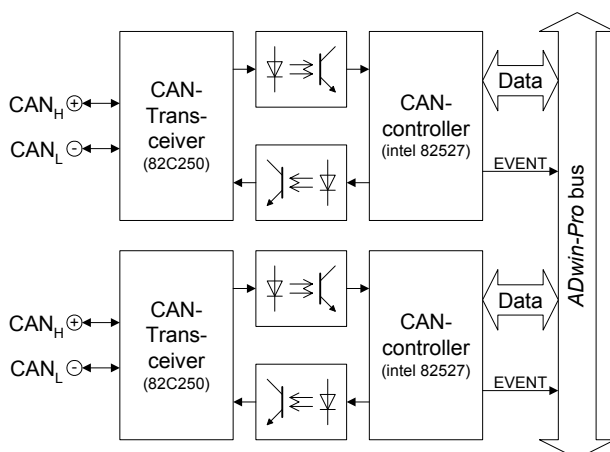 CAN-
Trans-
ceiver
(82C250)
CANH +
CANL -
CAN-
controller
(intel 82527)
Data
EVENT
CAN-
Trans-
ceiver
(82C250)
CANH +
CANL -
CAN-
controller
(intel 82527)
Data
EVENT
ADwin-Pro bus